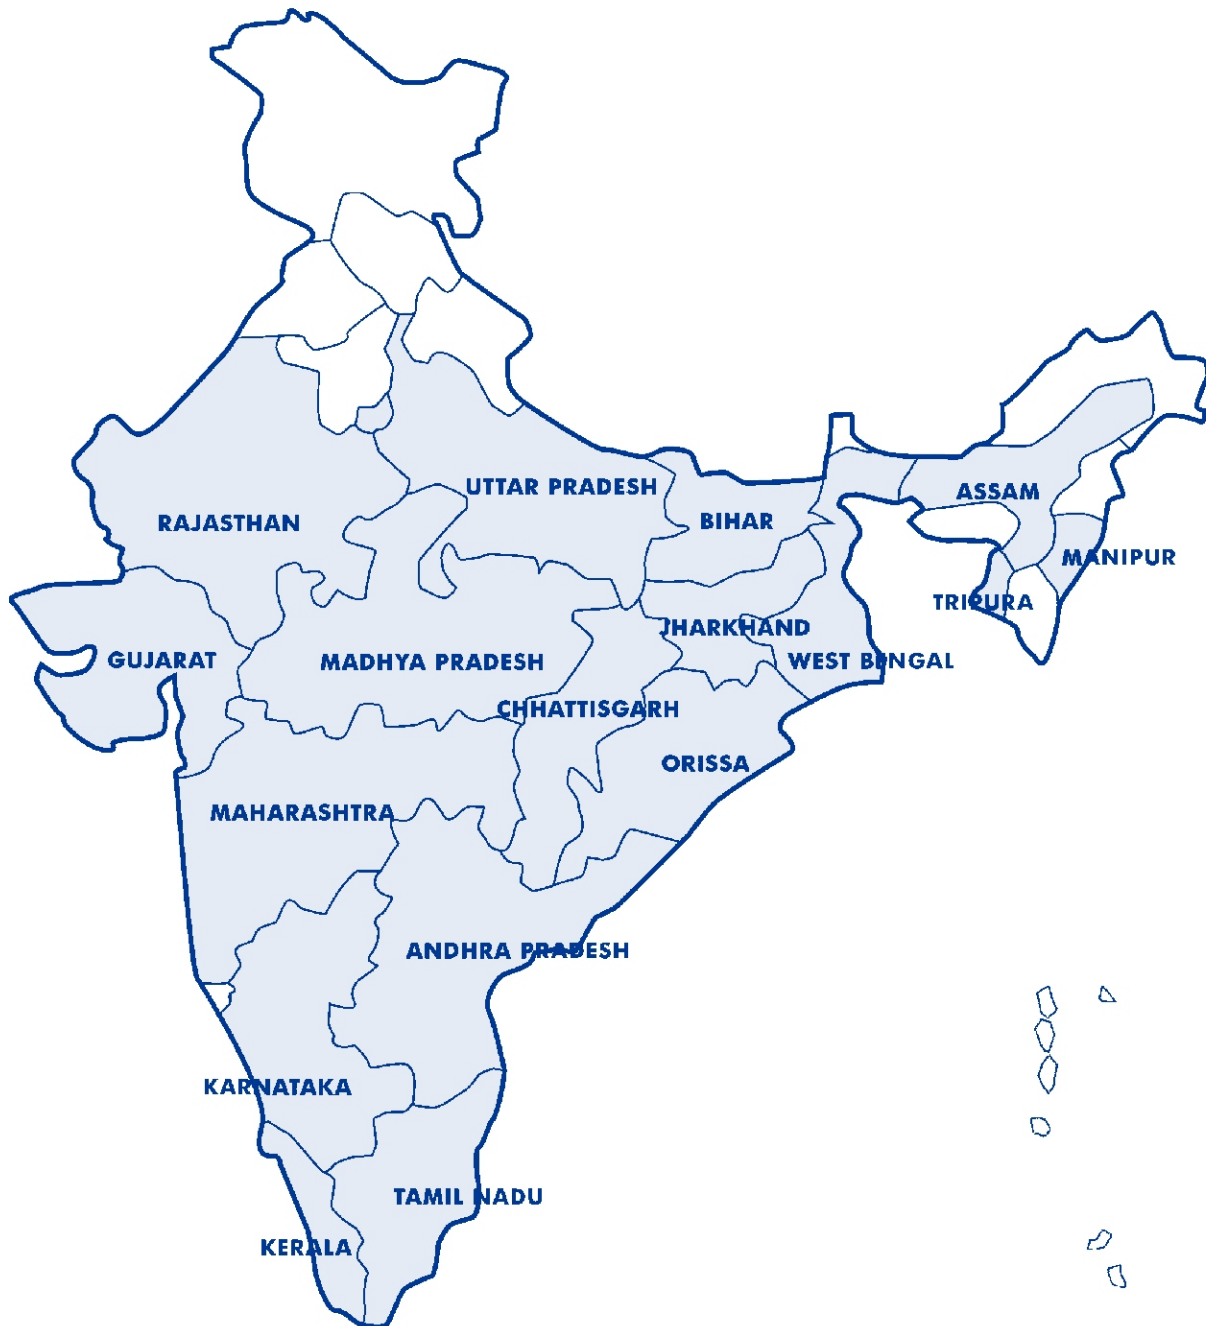 UTTAR PRADESH
ASSAM
RAJASTHAN
BIHAR
MANIPUR
TRIPURA
JHARKHAND
GUJARAT
MADHYA PRADESH
WEST BENGAL
CHHATTISGARH
ORISSA
MAHARASHTRA
ANDHRA PRADESH
KARNATAKA
TAMIL NADU
KERALA